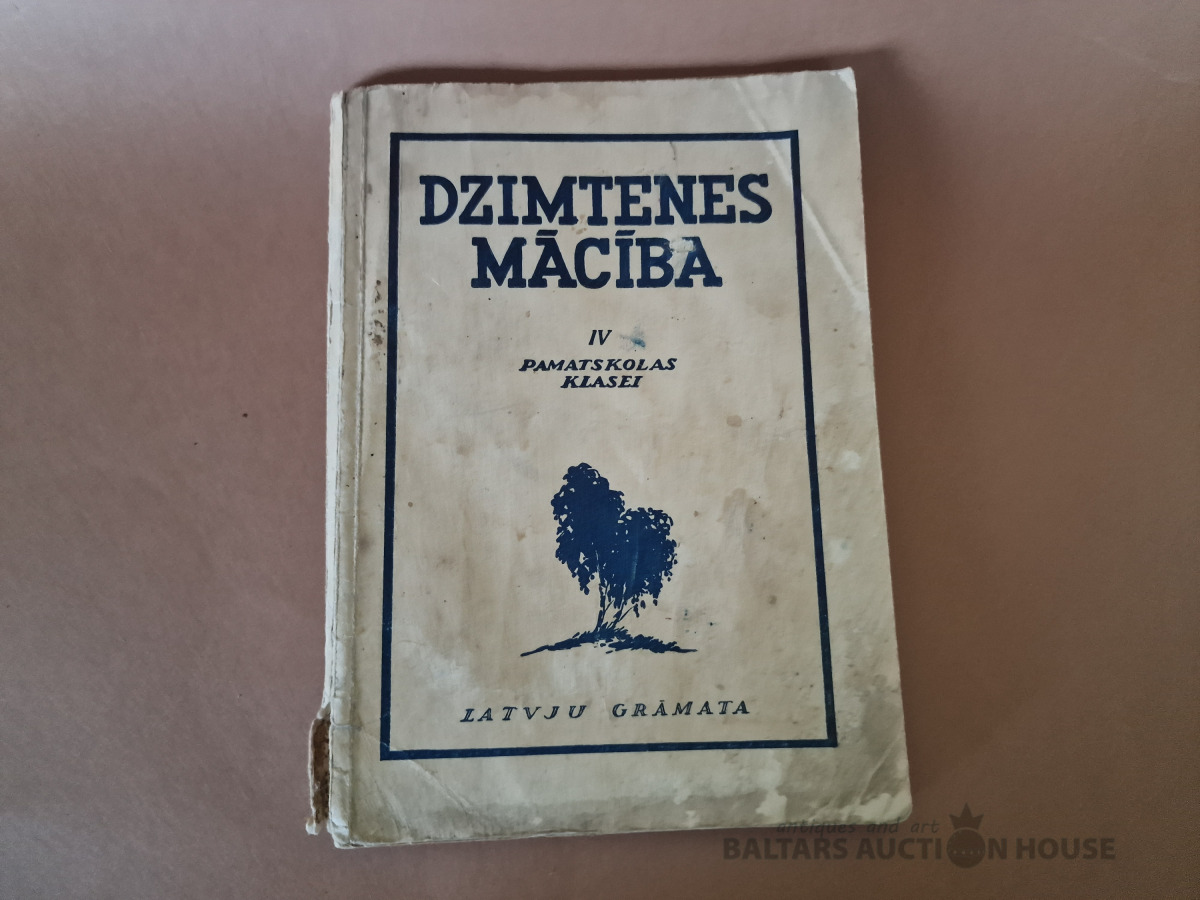 DZIMTENES
MĀCĪBA
IV
PAMATSKOLAS
KLASEI
LATVJU GRĀMATA
antiques and art
BALTARS AUCTION HOUSE